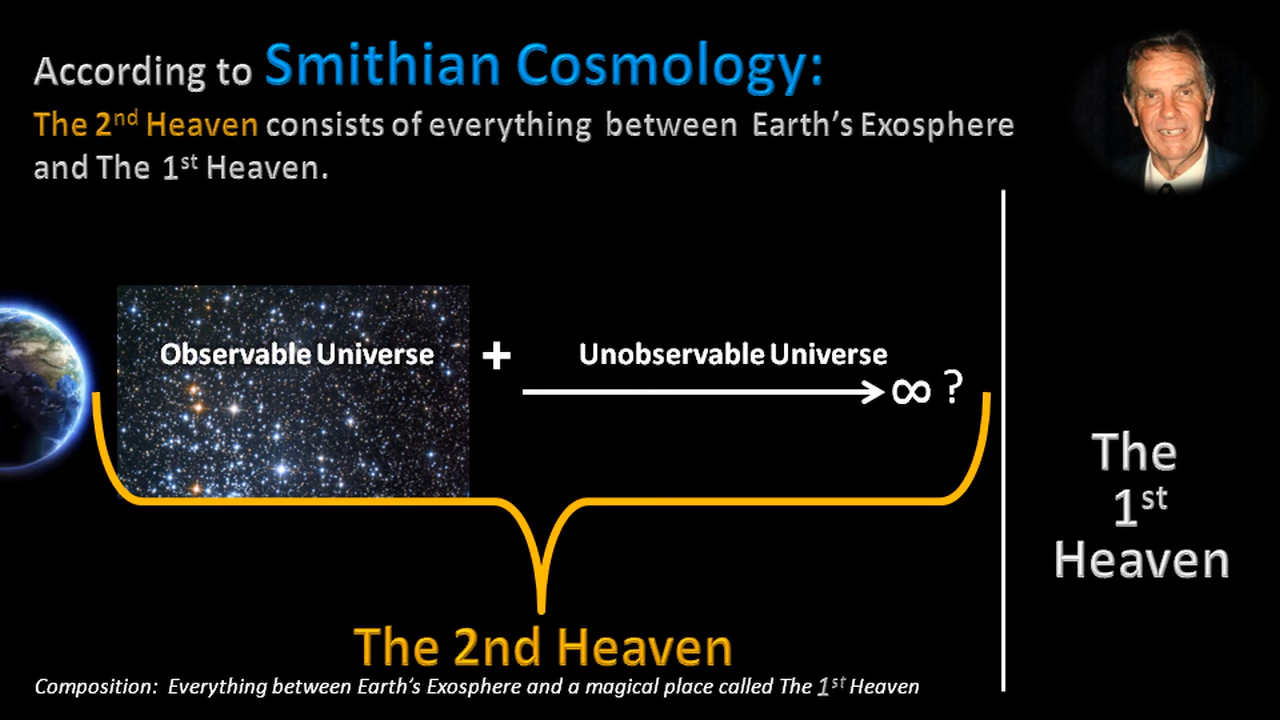 According to Smithian Cosmology:
The 2nd Heaven consists of everything between Earth's Exosphere
and The 1st Heaven.
Observable Universe + Unobservable Universe
∞ ?
The
1st
Heaven
The 2nd Heaven
Composition: Everything between Earth's Exosphere and a magical place called The 1st Heaven